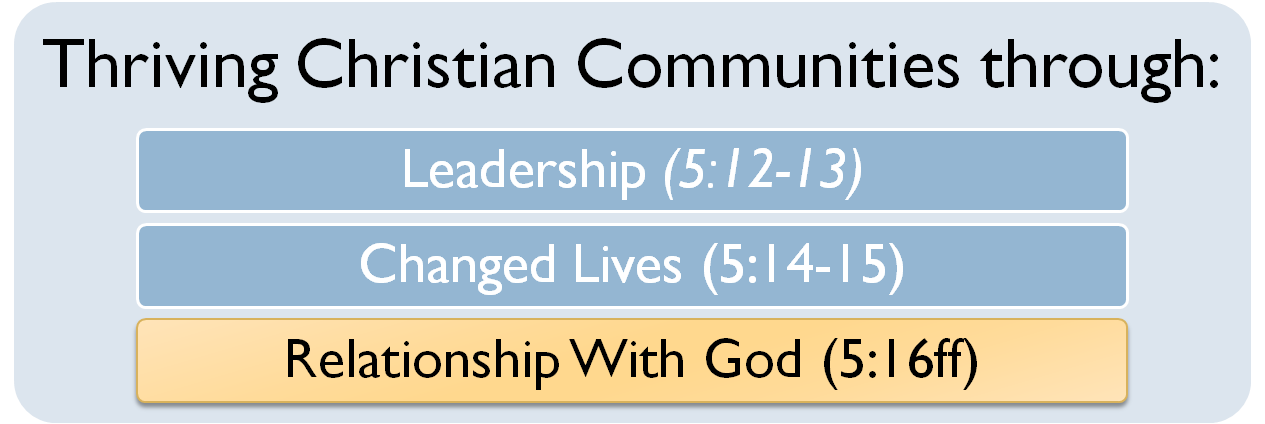 Thriving Christian Communities through:
Leadership (5:12-13)
Changed Lives (5:14-15)
Relationship With God (5:16ff)